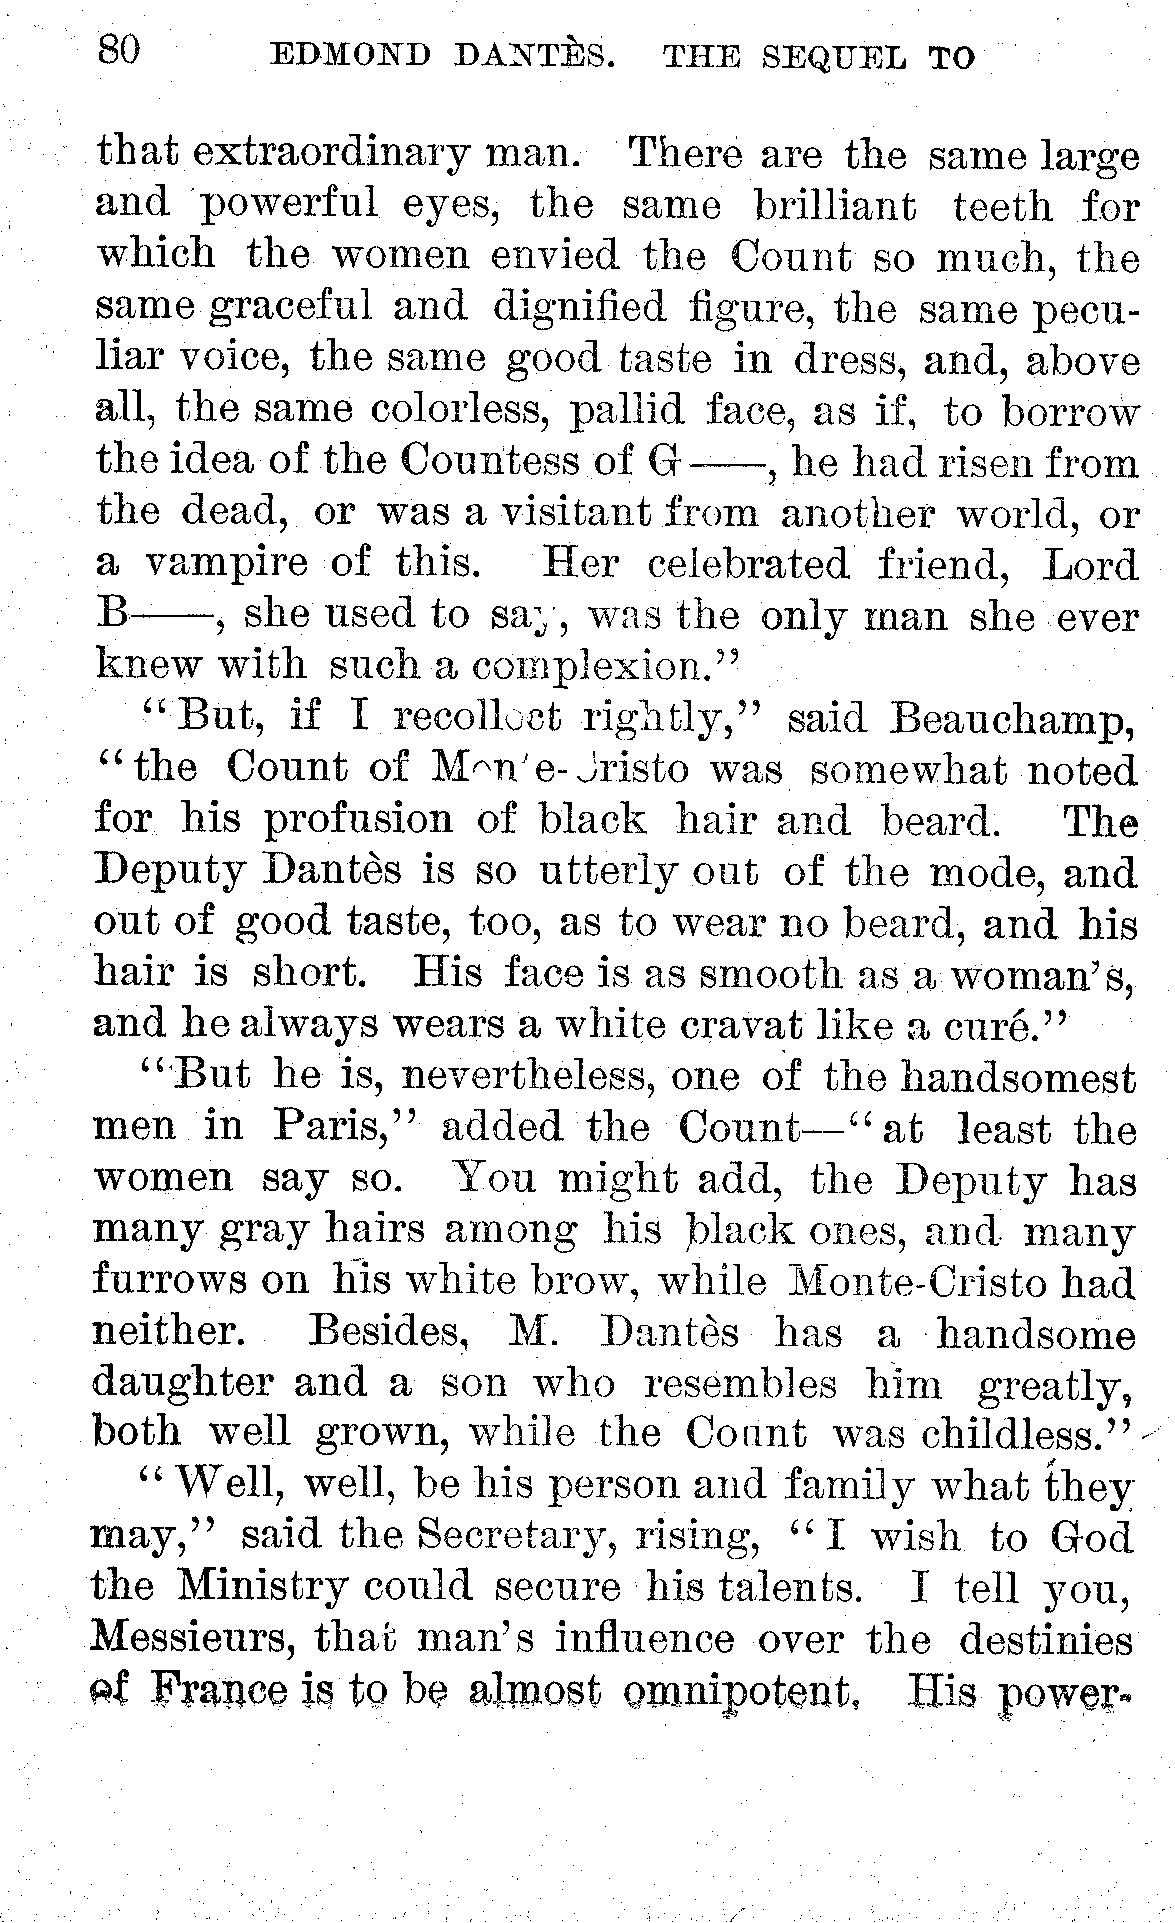 80 EDMOND DANTÈS. THE SEQUEL TO
that extraordinary man. There are the same large
and powerful eyes, the same brilliant teeth for
which the women envied the Count so much, the
same graceful and dignified figure, the same pecu-
liar voice, the same good taste in dress, and, above
all, the same colorless, pallid face, as if, to borrow
the idea of the Countess of G——, he had risen from
the dead, or was a visitant from another world, or
a vampire of this. Her celebrated friend, Lord
B——, she used to say, was the only man she ever
knew with such a complexion."
"But, if I recollect rightly," said Beauchamp,
"the Count of Monte-Cristo was somewhat noted
for his profusion of black hair and beard. The
Deputy Dantès is so utterly out of the mode, and
out of good taste, too, as to wear no beard, and his
hair is short. His face is as smooth as a woman's,
and he always wears a white cravat like a curé."
"But he is, nevertheless, one of the handsomest
men in Paris," added the Count—"at least the
women say so. You might add, the Deputy has
many gray hairs among his black ones, and many
furrows on his white brow, while Monte-Cristo had
neither. Besides, M. Dantès has a handsome
daughter and a son who resembles him greatly,
both well grown, while the Count was childless."
"Well, well, be his person and family what they
may," said the Secretary, rising, "I wish to God
the Ministry could secure his talents. I tell you,
Messieurs, that man's influence over the destinies
of France is to be almost omnipotent. His power-